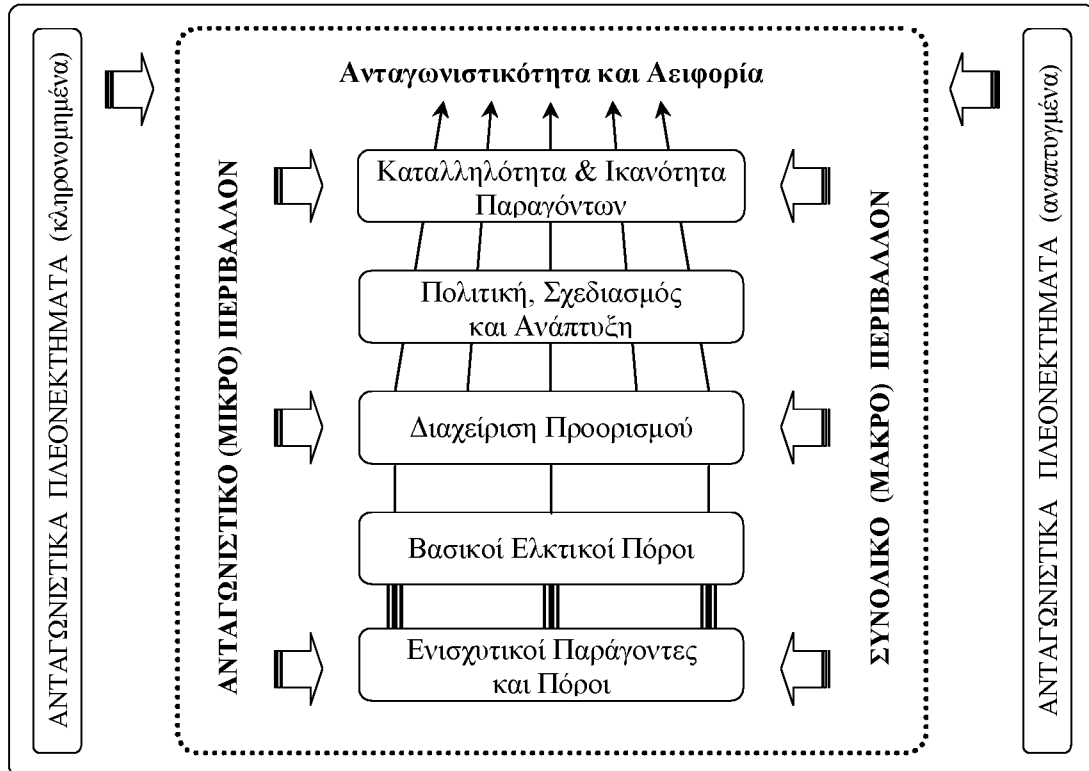 ΑΝΤΑΓΩΝΙΣΤΙΚΑ ΠΛΕΟΝΕΚΤΗΜΑΤΑ (κληρονομημένα)
ΑΝΤΑΓΩΝΙΣΤΙΚΟ (ΜΙΚΡΟ) ΠΕΡΙΒΑΛΛΟΝ
Ανταγωνιστικότητα και Αειφορία
Καταλληλότητα & Ικανότητα
Παραγόντων
Πολιτική, Σχεδιασμός
και Ανάπτυξη
Διαχείριση Προορισμού
Βασικοί Ελκτικοί Πόροι
Ενισχυτικοί Παράγοντες
και Πόροι
ΣΥΝΟΛΙΚΟ (ΜΑΚΡΟ) ΠΕΡΙΒΑΛΛΟΝ
ΑΝΤΑΓΩΝΙΣΤΙΚΑ ΠΛΕΟΝΕΚΤΗΜΑΤΑ (αναπτυγμένα)